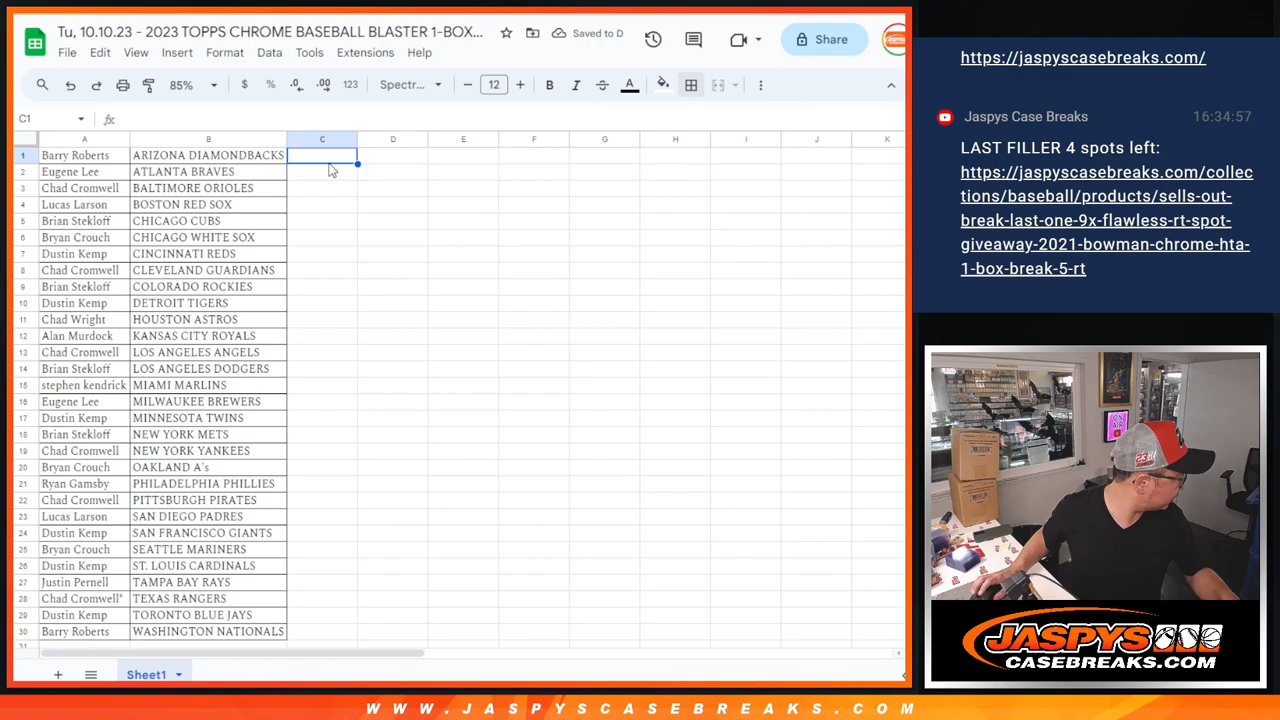 Tu, 10.10.23 - 2023 TOPPS CHROME BASEBALL BLASTER 1-BOX...
Saved to D
File Edit View Insert Format Data Tools Extensions Help
Share
85% $ % .0 .00 123 Spectr... 12 B I A
C1
A B C D E F G H I J K
1 Barry Roberts ARIZONA DIAMONDBACKS
2 Eugene Lee ATLANTA BRAVES
3 Chad Cromwell BALTIMORE ORIOLES
4 Lucas Larson BOSTON RED SOX
5 Brian Stekloff CHICAGO CUBS
6 Bryan Crouch CHICAGO WHITE SOX
7 Dustin Kemp CINCINNATI REDS
8 Chad Cromwell CLEVELAND GUARDIANS
9 Brian Stekloff COLORADO ROCKIES
10 Dustin Kemp DETROIT TIGERS
11 Chad Wright HOUSTON ASTROS
12 Alan Murdock KANSAS CITY ROYALS
13 Chad Cromwell LOS ANGELES ANGELS
14 Brian Stekloff LOS ANGELES DODGERS
15 stephen kendrick MIAMI MARLINS
16 Eugene Lee MILWAUKEE BREWERS
17 Dustin Kemp MINNESOTA TWINS
18 Brian Stekloff NEW YORK METS
19 Chad Cromwell NEW YORK YANKEES
20 Bryan Crouch OAKLAND A's
21 Ryan Gamsby PHILADELPHIA PHILLIES
22 Chad Cromwell PITTSBURGH PIRATES
23 Lucas Larson SAN DIEGO PADRES
24 Dustin Kemp SAN FRANCISCO GIANTS
25 Bryan Crouch SEATTLE MARINERS
26 Dustin Kemp ST. LOUIS CARDINALS
27 Justin Pernell TAMPA BAY RAYS
28 Chad Cromwell* TEXAS RANGERS
29 Dustin Kemp TORONTO BLUE JAYS
30 Barry Roberts WASHINGTON NATIONALS
Sheet1
https://jaspyscasebreaks.com/
Jaspys Case Breaks 16:34:57
LAST FILLER 4 spots left:
https://jaspyscasebreaks.com/collec
tions/baseball/products/sells-out-
break-last-one-9x-flawless-rt-spot-
giveaway-2021-bowman-chrome-hta-
1-box-break-5-rt
JASPYS
CASEBREAKS.COM
WWW.JASPYSCASEBREAKS.COM